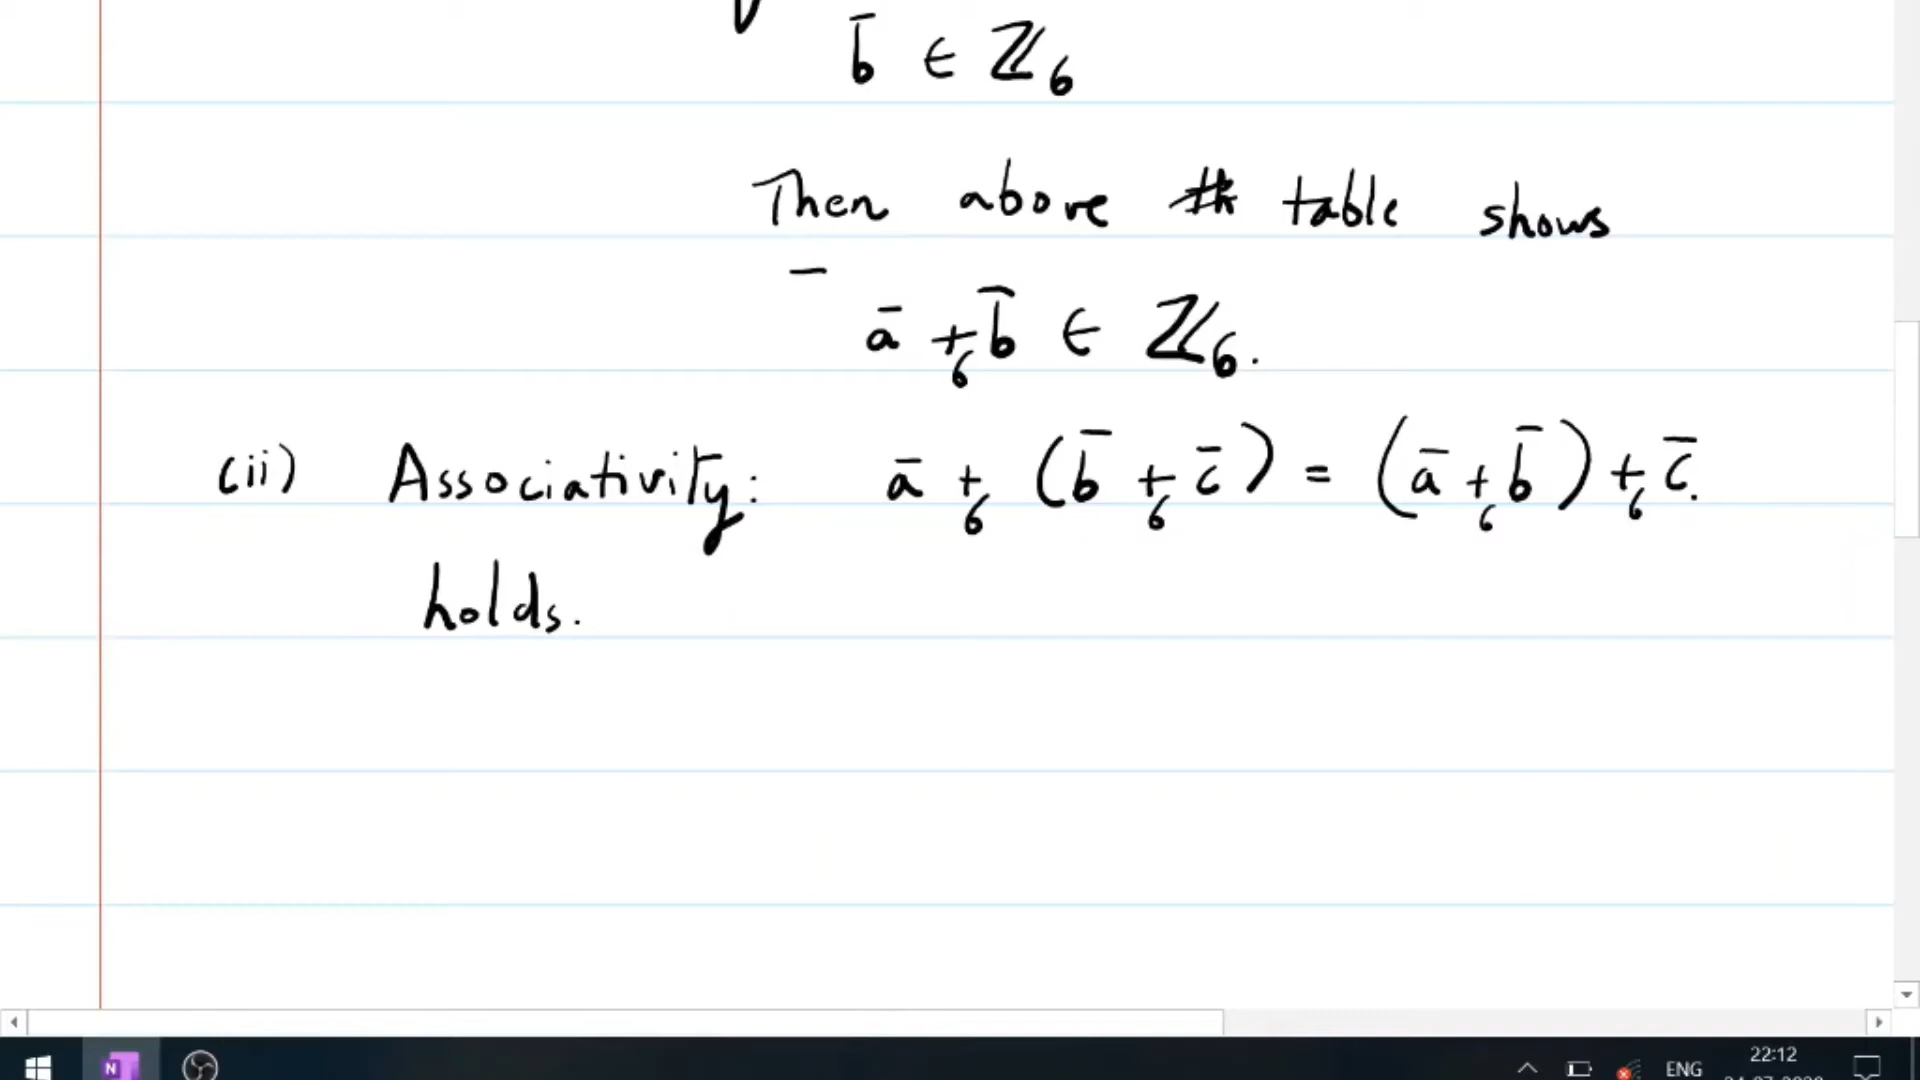 b̄ ∈ ℤ₆
Then above table shows
ā +₆ b̄ ∈ ℤ₆.
(ii) Associativity: ā +₆ (b̄ +₆ c̄) = (ā +₆ b̄) +₆ c̄.
holds.
N
ENG
22:12